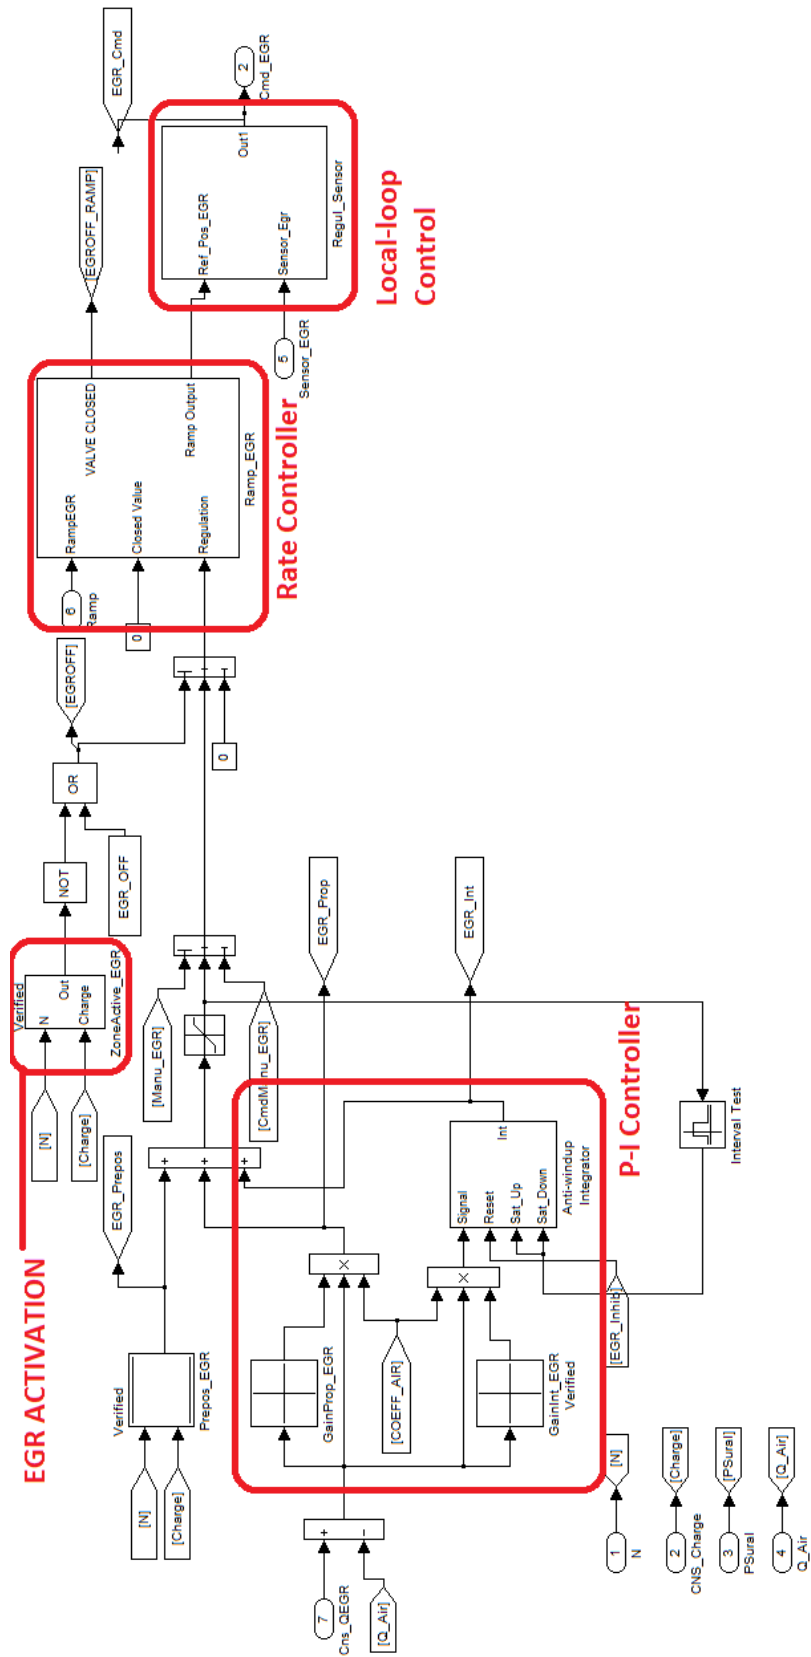 EGR_Cmd
2
Cmd_EGR
[EGROFF_RAMP]
Out1
Ref_Pos_EGR
Sensor_Egr
Regul_Sensor
Local-loop
Control
5
Sensor_EGR
VALVE CLOSED
Ramp Output
RampEGR
Closed Value
Regulation
Ramp_EGR
Rate Controller
6
Ramp
0
[EGROFF]
OR
0
NOT
EGR_OFF
Verified
N
Out
Charge
ZoneActive_EGR
[N]
[Charge]
EGR ACTIVATION
[Manu_EGR]
[CmdManu_EGR]
EGR_Prop
EGR_Int
EGR_Prepos
+
+
+
Verified
Prepos_EGR
[N]
[Charge]
P-I Controller
Int
Signal
Reset
Sat_Up
Sat_Down
Anti-windup
Integrator
Interval Test
×
×
[EGR_Inhib]
GainProp_EGR
[COEFF_AIR]
GainInt_EGR
Verified
+
-
7
Cns_QEGR
[Q_Air]
1
N
[N]
2
CNS_Charge
[Charge]
3
PSural
[PSural]
4
Q_Air
[Q_Air]